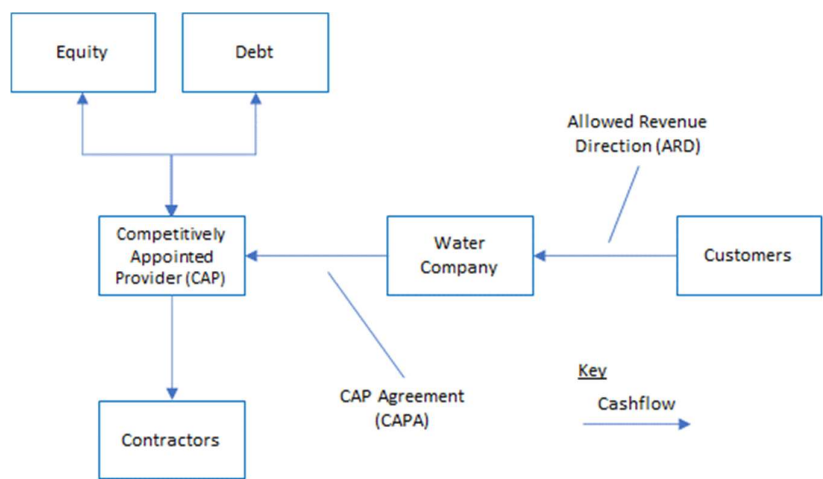 Equity
Debt
Allowed Revenue
Direction (ARD)
Competitively
Appointed
Provider (CAP)
Water
Company
Customers
Key
CAP Agreement
(CAPA)
Cashflow
Contractors